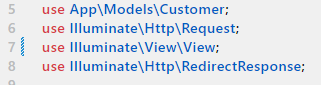 5 use App\Models\Customer;
6 use Illuminate\Http\Request;
7 use Illuminate\View\View;
8 use Illuminate\Http\RedirectResponse;